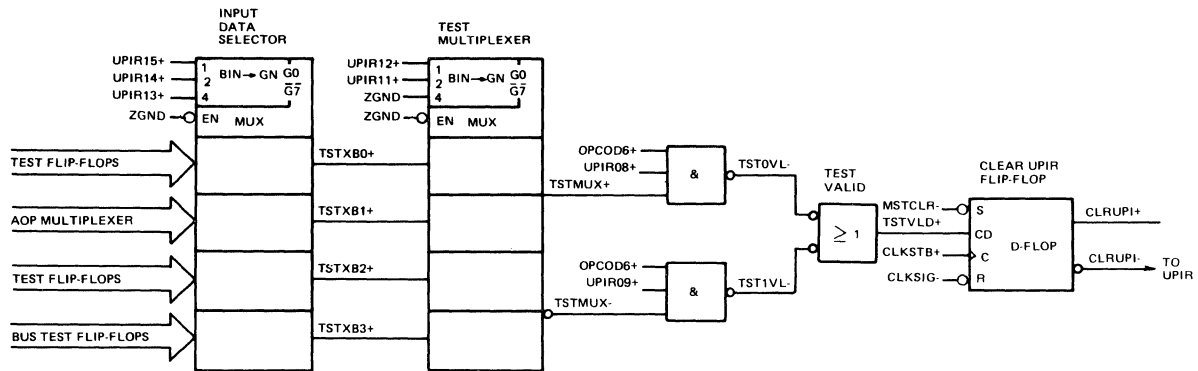 INPUT
DATA
SELECTOR
TEST
MULTIPLEXER
UPIR15+
UPIR14+
UPIR13+
ZGND
1
2
4
BIN→GN
G0
G7
EN MUX
UPIR12+
UPIR11+
ZGND
ZGND
1
2
4
BIN→GN
G0
G7
EN MUX
TEST FLIP-FLOPS
AOP MULTIPLEXER
TEST FLIP-FLOPS
BUS TEST FLIP-FLOPS
TSTXB0+
TSTXB1+
TSTXB2+
TSTXB3+
TSTMUX+
TSTMUX-
OPCOD6+
UPIR08+
&
TST0VL-
OPCOD6+
UPIR09+
&
TST1VL-
TEST
VALID
≥ 1
CLEAR UPIR
FLIP-FLOP
MSTCLR-
TSTVLD+
CLKSTB+
CLKSIG-
S
CD
C
R
D-FLOP
CLRUPI+
CLRUPI-
TO
UPIR